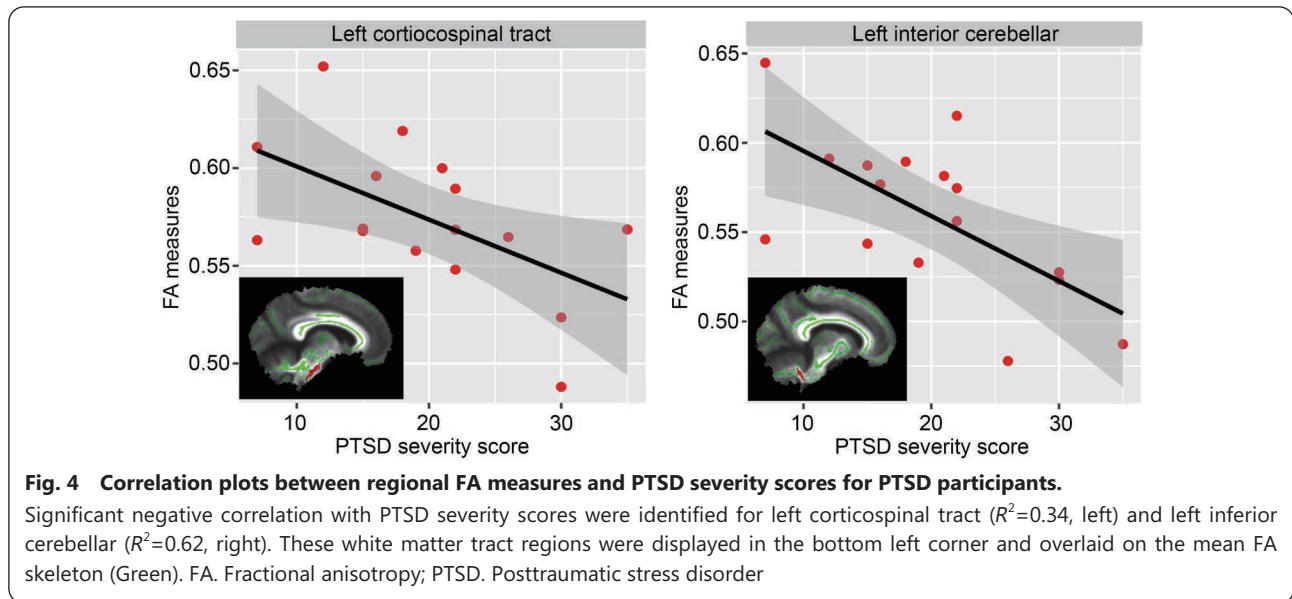 Left cortiocospinal tract
Left interior cerebellar
0.65
0.60
0.55
0.50
FA measures
10
20
30
PTSD severity score
0.65
0.60
0.55
0.50
FA measures
10
20
30
PTSD severity score
Fig. 4 Correlation plots between regional FA measures and PTSD severity scores for PTSD participants.
Significant negative correlation with PTSD severity scores were identified for left corticospinal tract (R²=0.34, left) and left inferior
cerebellar (R²=0.62, right). These white matter tract regions were displayed in the bottom left corner and overlaid on the mean FA
skeleton (Green). FA. Fractional anisotropy; PTSD. Posttraumatic stress disorder